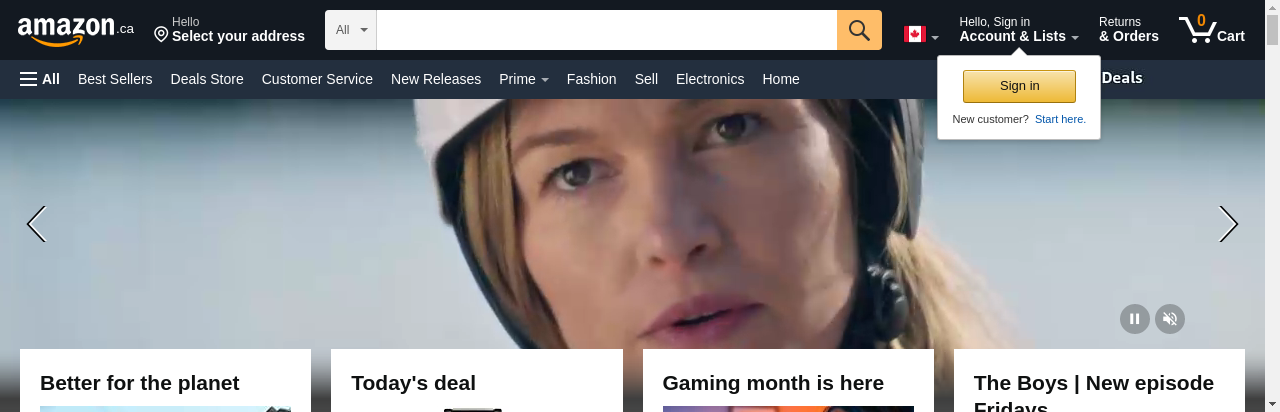 amazon.ca
Hello
Select your address
All
Hello, Sign in
Account & Lists
Returns
& Orders
0
Cart
All
Best Sellers
Deals Store
Customer Service
New Releases
Prime
Fashion
Sell
Electronics
Home
Deals
Sign in
New customer? Start here.
Better for the planet
Today's deal
Gaming month is here
The Boys | New episode
Fridays